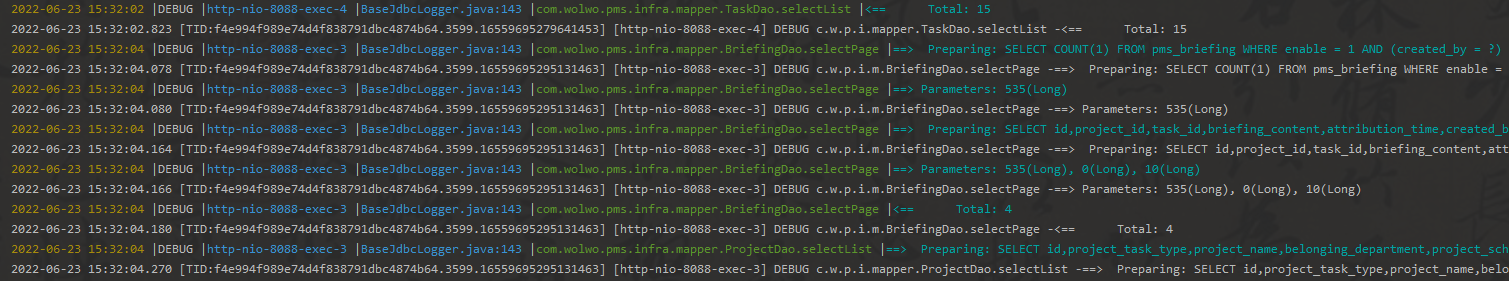 2022-06-23 15:32:02 |DEBUG |http-nio-8088-exec-4 |BaseJdbcLogger.java:143 |com.wolwo.pms.infra.mapper.TaskDao.selectList |<==      Total: 15
2022-06-23 15:32:02.823 [TID:f4e994f989e74d4f838791dbc4874b64.3599.16559695279641453] [http-nio-8088-exec-4] DEBUG c.w.p.i.mapper.TaskDao.selectList -<==      Total: 15
2022-06-23 15:32:04 |DEBUG |http-nio-8088-exec-3 |BaseJdbcLogger.java:143 |com.wolwo.pms.infra.mapper.BriefingDao.selectPage |==>  Preparing: SELECT COUNT(1) FROM pms_briefing WHERE enable = 1 AND (created_by = ?)
2022-06-23 15:32:04.078 [TID:f4e994f989e74d4f838791dbc4874b64.3599.16559695295131463] [http-nio-8088-exec-3] DEBUG c.w.p.i.m.BriefingDao.selectPage -==>  Preparing: SELECT COUNT(1) FROM pms_briefing WHERE enable =
2022-06-23 15:32:04 |DEBUG |http-nio-8088-exec-3 |BaseJdbcLogger.java:143 |com.wolwo.pms.infra.mapper.BriefingDao.selectPage |==> Parameters: 535(Long)
2022-06-23 15:32:04.080 [TID:f4e994f989e74d4f838791dbc4874b64.3599.16559695295131463] [http-nio-8088-exec-3] DEBUG c.w.p.i.m.BriefingDao.selectPage -==> Parameters: 535(Long)
2022-06-23 15:32:04 |DEBUG |http-nio-8088-exec-3 |BaseJdbcLogger.java:143 |com.wolwo.pms.infra.mapper.BriefingDao.selectPage |==>  Preparing: SELECT id,project_id,task_id,briefing_content,attribution_time,created_b
2022-06-23 15:32:04.164 [TID:f4e994f989e74d4f838791dbc4874b64.3599.16559695295131463] [http-nio-8088-exec-3] DEBUG c.w.p.i.m.BriefingDao.selectPage -==>  Preparing: SELECT id,project_id,task_id,briefing_content,att
2022-06-23 15:32:04 |DEBUG |http-nio-8088-exec-3 |BaseJdbcLogger.java:143 |com.wolwo.pms.infra.mapper.BriefingDao.selectPage |==> Parameters: 535(Long), 0(Long), 10(Long)
2022-06-23 15:32:04.166 [TID:f4e994f989e74d4f838791dbc4874b64.3599.16559695295131463] [http-nio-8088-exec-3] DEBUG c.w.p.i.m.BriefingDao.selectPage -==> Parameters: 535(Long), 0(Long), 10(Long)
2022-06-23 15:32:04 |DEBUG |http-nio-8088-exec-3 |BaseJdbcLogger.java:143 |com.wolwo.pms.infra.mapper.BriefingDao.selectPage |<==      Total: 4
2022-06-23 15:32:04.180 [TID:f4e994f989e74d4f838791dbc4874b64.3599.16559695295131463] [http-nio-8088-exec-3] DEBUG c.w.p.i.m.BriefingDao.selectPage -<==      Total: 4
2022-06-23 15:32:04 |DEBUG |http-nio-8088-exec-3 |BaseJdbcLogger.java:143 |com.wolwo.pms.infra.mapper.ProjectDao.selectList |==>  Preparing: SELECT id,project_task_type,project_name,belonging_department,project_sch
2022-06-23 15:32:04.270 [TID:f4e994f989e74d4f838791dbc4874b64.3599.16559695295131463] [http-nio-8088-exec-3] DEBUG c.w.p.i.mapper.ProjectDao.selectList -==>  Preparing: SELECT id,project_task_type,project_name,belo